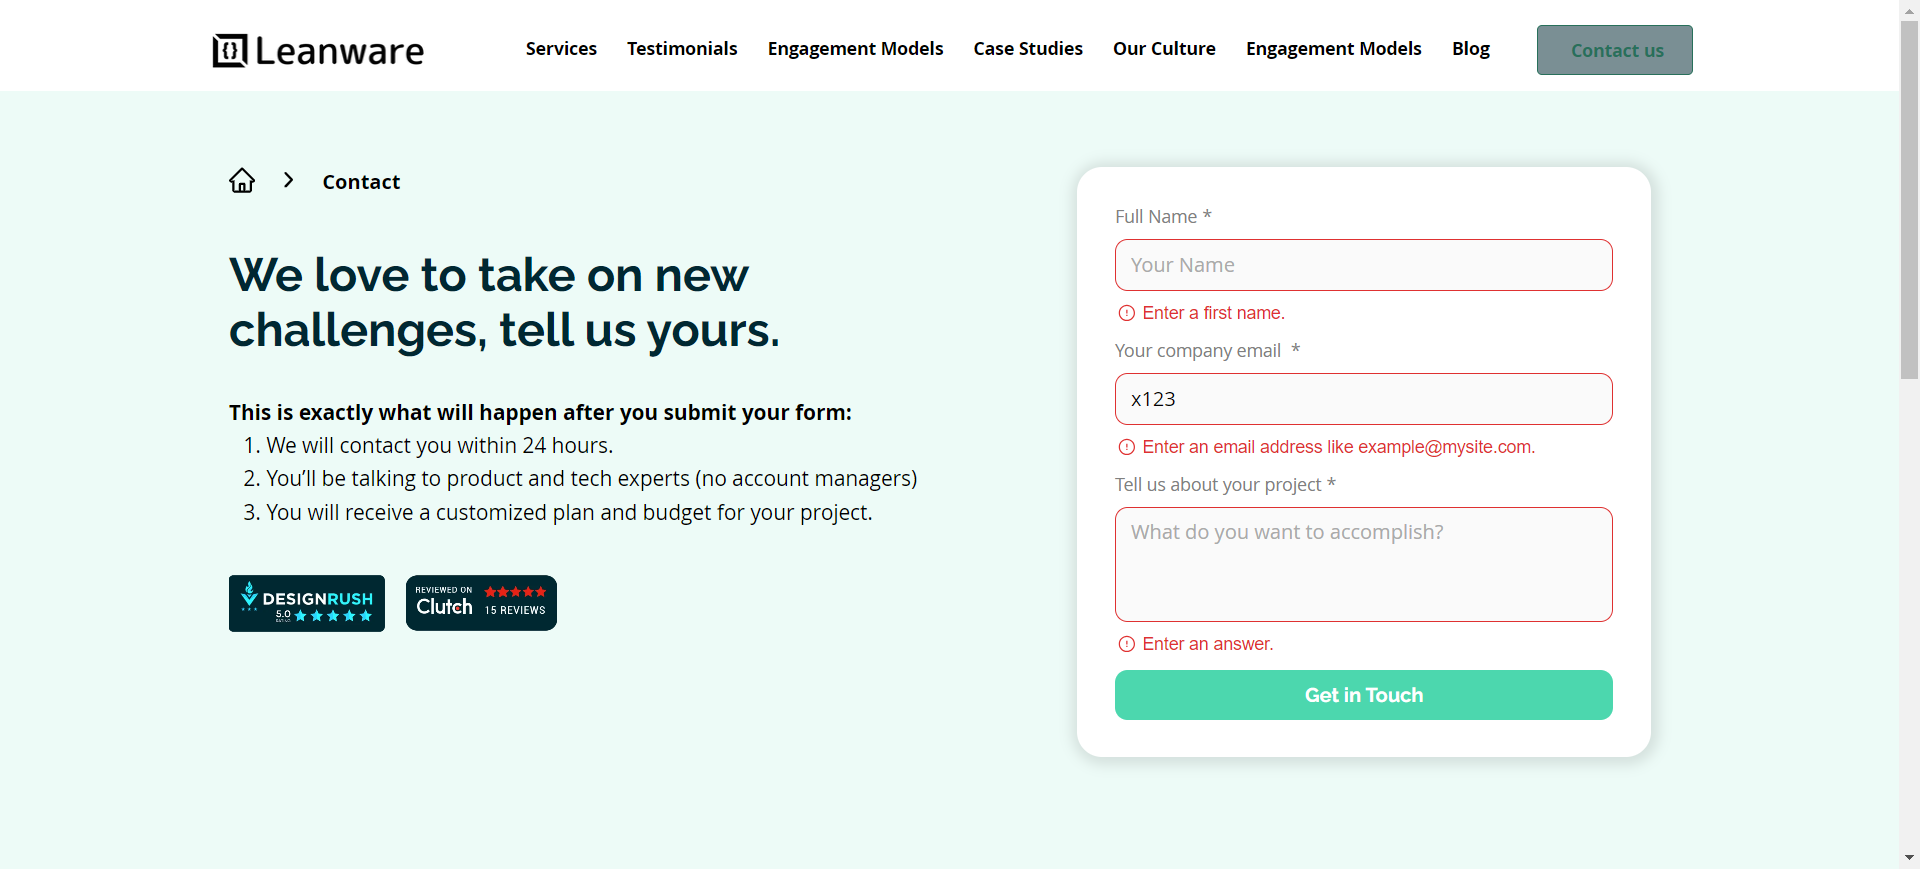 Leanware
Services Testimonials Engagement Models Case Studies Our Culture Engagement Models Blog Contact us
Contact
We love to take on new
challenges, tell us yours.
This is exactly what will happen after you submit your form:
1. We will contact you within 24 hours.
2. You’ll be talking to product and tech experts (no account managers)
3. You will receive a customized plan and budget for your project.
DESIGNRUSH
5.0
REVIEWED ON
Clutch
15 REVIEWS
Full Name *
Your Name
Enter a first name.
Your company email *
x123
Enter an email address like example@mysite.com.
Tell us about your project *
What do you want to accomplish?
Enter an answer.
Get in Touch